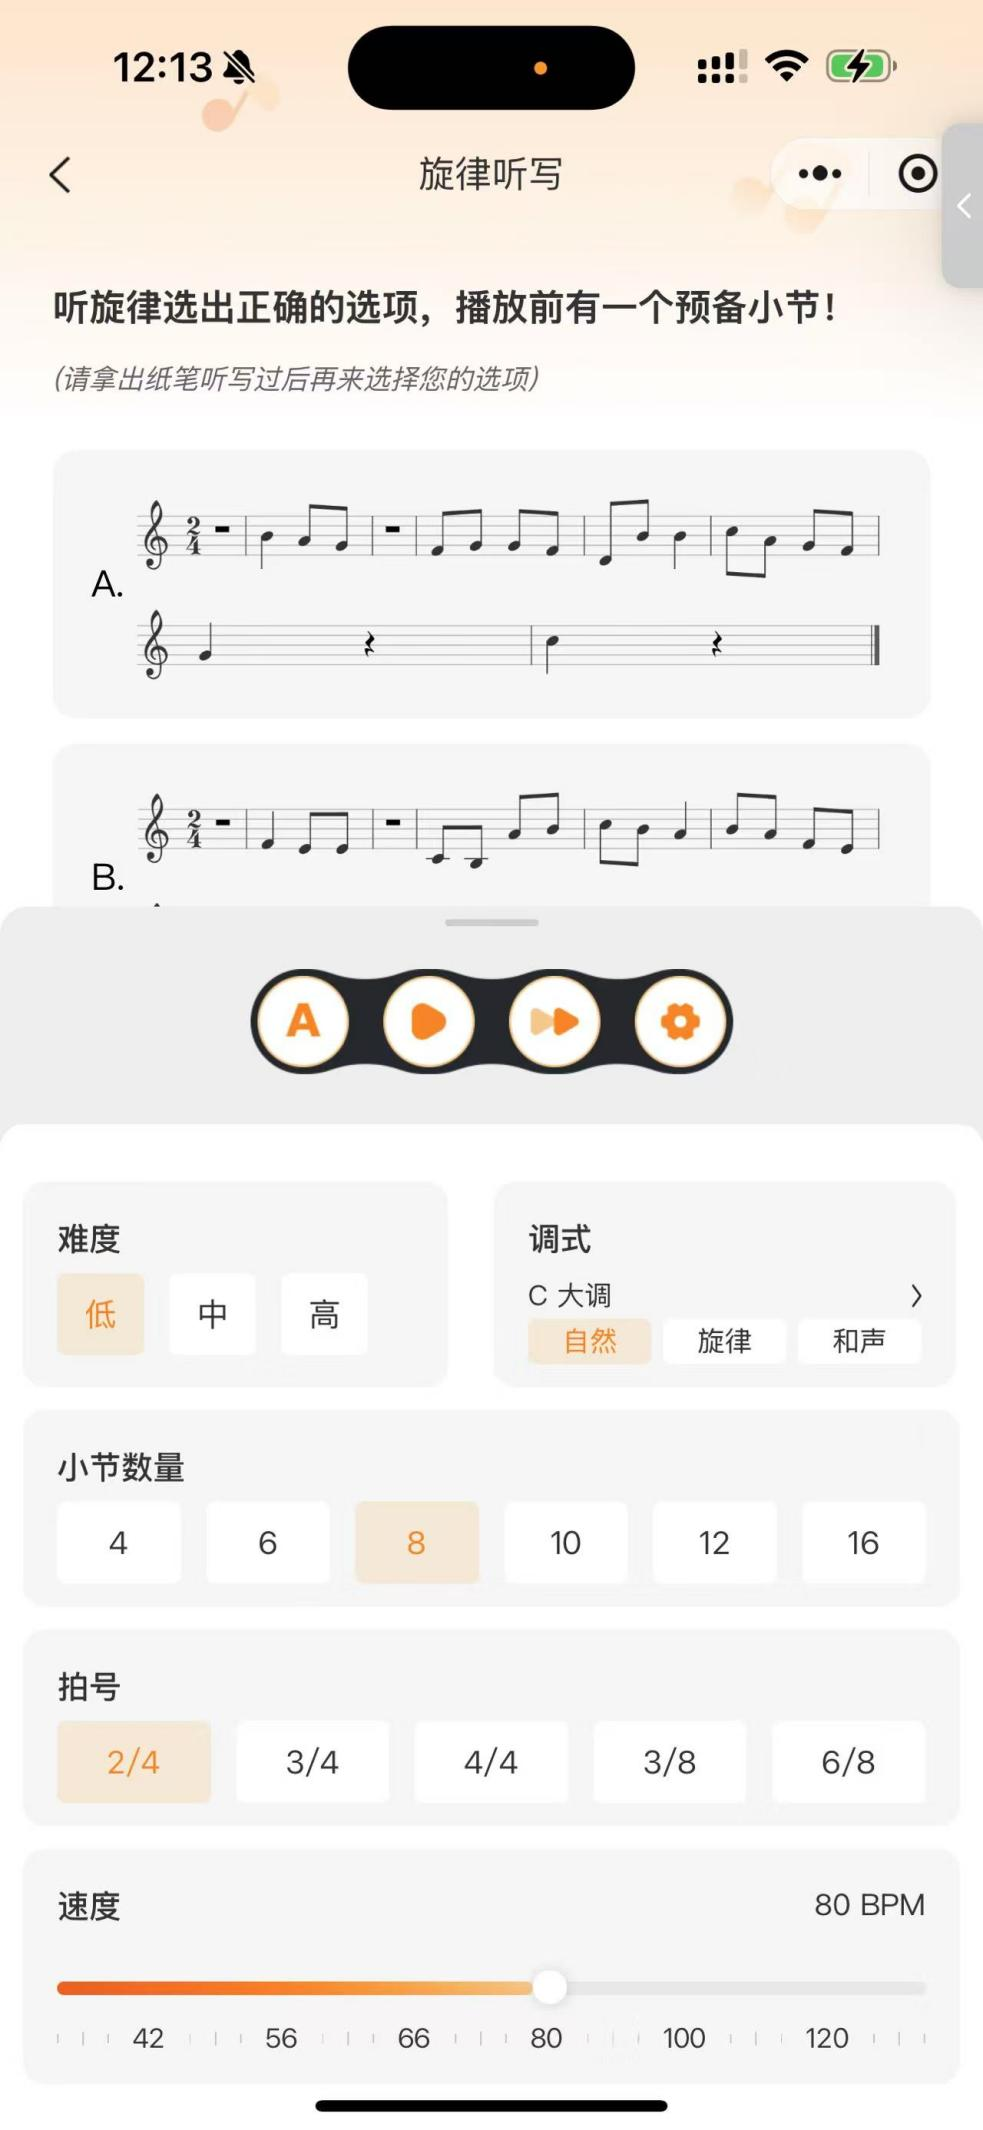 12:13
旋律听写
听旋律选出正确的选项，播放前有一个预备小节！
(请拿出纸笔听写过后再来选择您的选项)
2
4
A.
2
4
B.
A
难度
低 中 高
调式
C 大调
自然 旋律 和声
小节数量
4 6 8 10 12 16
拍号
2/4 3/4 4/4 3/8 6/8
速度 80 BPM
42 56 66 80 100 120